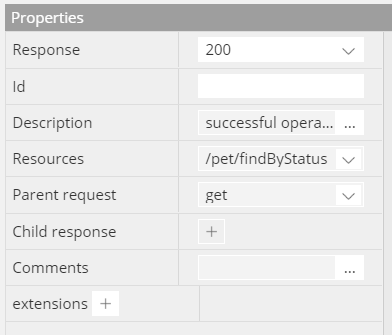 Properties
Response 200
Id
Description successful opera... ...
Resources /pet/findByStatus
Parent request get
Child response +
Comments ...
extensions +